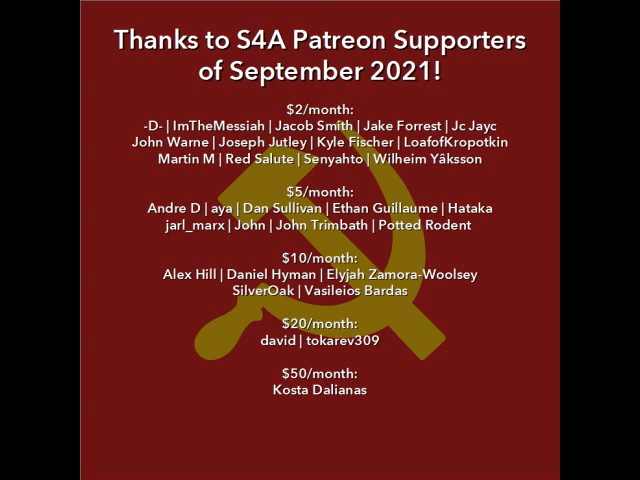 Thanks to S4A Patreon Supporters
of September 2021!
$2/month:
-D- | ImTheMessiah | Jacob Smith | Jake Forrest | Jc Jayc
John Warne | Joseph Jutley | Kyle Fischer | LoafofKropotkin
Martin M | Red Salute | Senyahto | Wilheim Yâksson
$5/month:
Andre D | aya | Dan Sullivan | Ethan Guillaume | Hataka
jarl_marx | John | John Trimbath | Potted Rodent
$10/month:
Alex Hill | Daniel Hyman | Elyjah Zamora-Woolsey
SilverOak | Vasileios Bardas
$20/month:
david | tokarev309
$50/month:
Kosta Dalianas